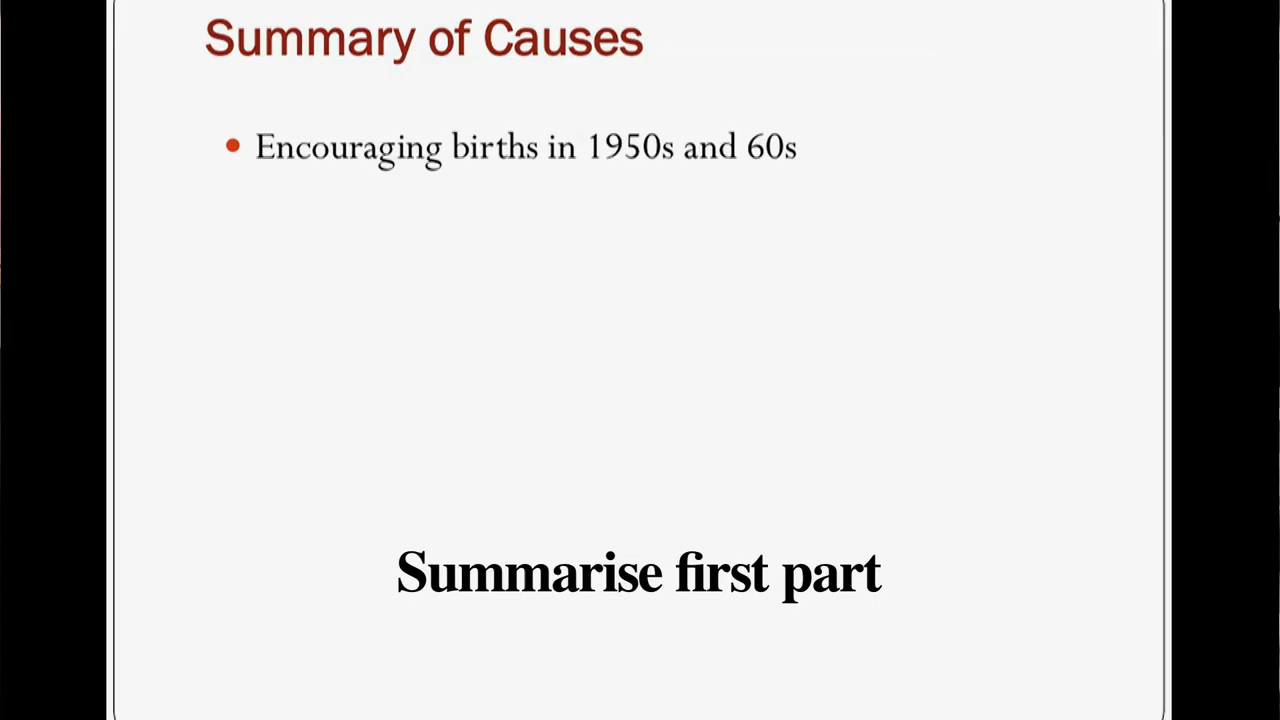 Summary of Causes
• Encouraging births in 1950s and 60s
Summarise first part